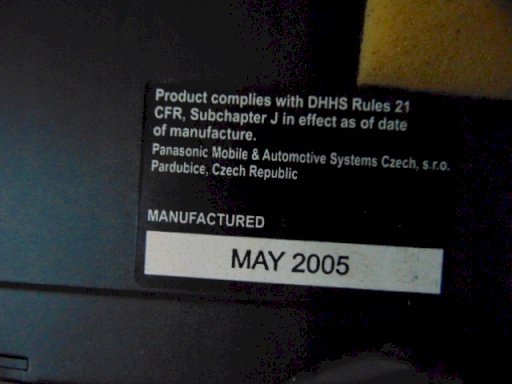 Product complies with DHHS Rules 21
CFR, Subchapter J in effect as of date
of manufacture.
Panasonic Mobile & Automotive Systems Czech, s.r.o.
Pardubice, Czech Republic
MANUFACTURED
MAY 2005